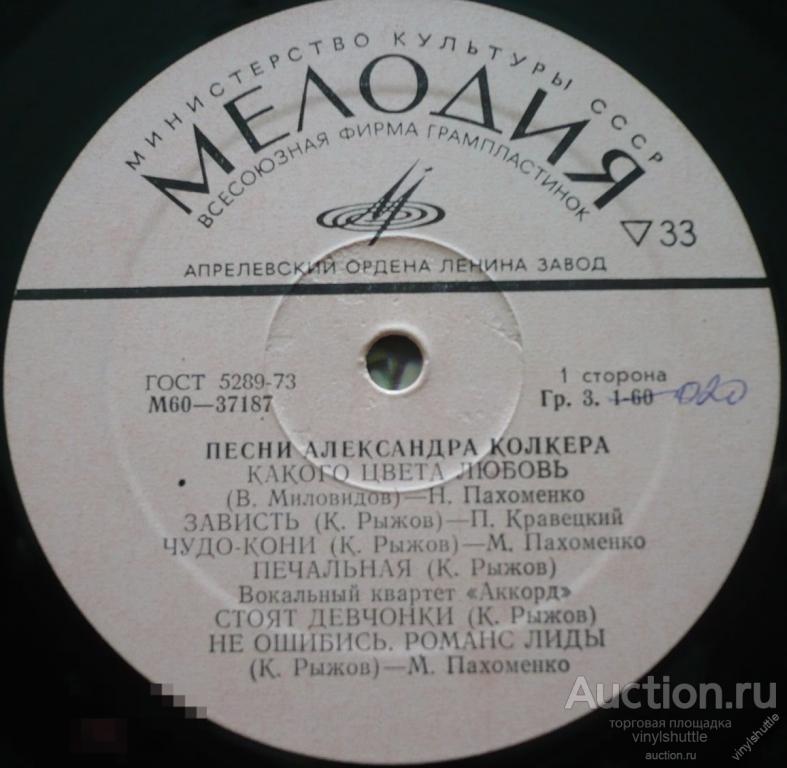 МИНИСТЕРСТВО КУЛЬТУРЫ СССР
МЕЛОДИЯ
ВСЕСОЮЗНАЯ ФИРМА ГРАМПЛАСТИНОК
▽33
АПРЕЛЕВСКИЙ ОРДЕНА ЛЕНИНА ЗАВОД
ГОСТ 5289-73
М60—37187
1 сторона
Гр. 3. 1-60 020
ПЕСНИ АЛЕКСАНДРА КОЛКЕРА
КАКОГО ЦВЕТА ЛЮБОВЬ
(В. Миловидов)—Н. Пахоменко
ЗАВИСТЬ (К. Рыжов)—П. Кравецкий
ЧУДО-КОНИ (К. Рыжов)—М. Пахоменко
ПЕЧАЛЬНАЯ (К. Рыжов)
Вокальный квартет «Аккорд»
СТОЯТ ДЕВЧОНКИ (К. Рыжов)
НЕ ОШИБИСЬ. РОМАНС ЛИДЫ
(К. Рыжов)—М. Пахоменко
Auction.ru
торговая площадка
vinylshuttle
auction.ru
vinylshuttle